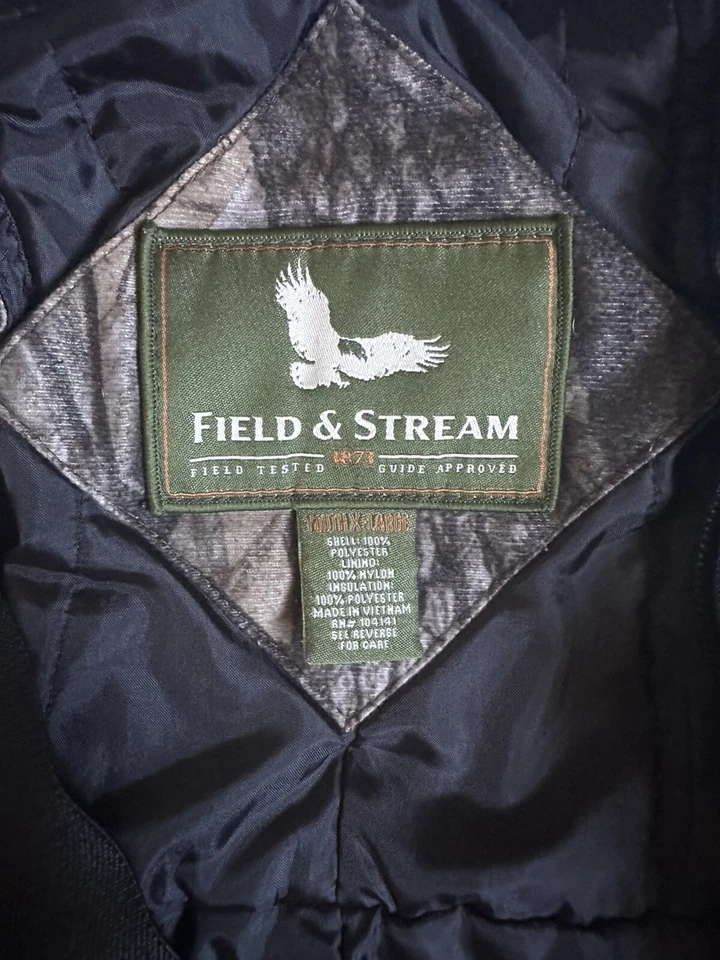 FIELD & STREAM
1871
FIELD TESTED GUIDE APPROVED
YOUTH X-LARGE
SHELL: 100%
POLYESTER
LINING:
100% NYLON
INSULATION:
100% POLYESTER
MADE IN VIETNAM
RN# 104141
SEE REVERSE
FOR CARE